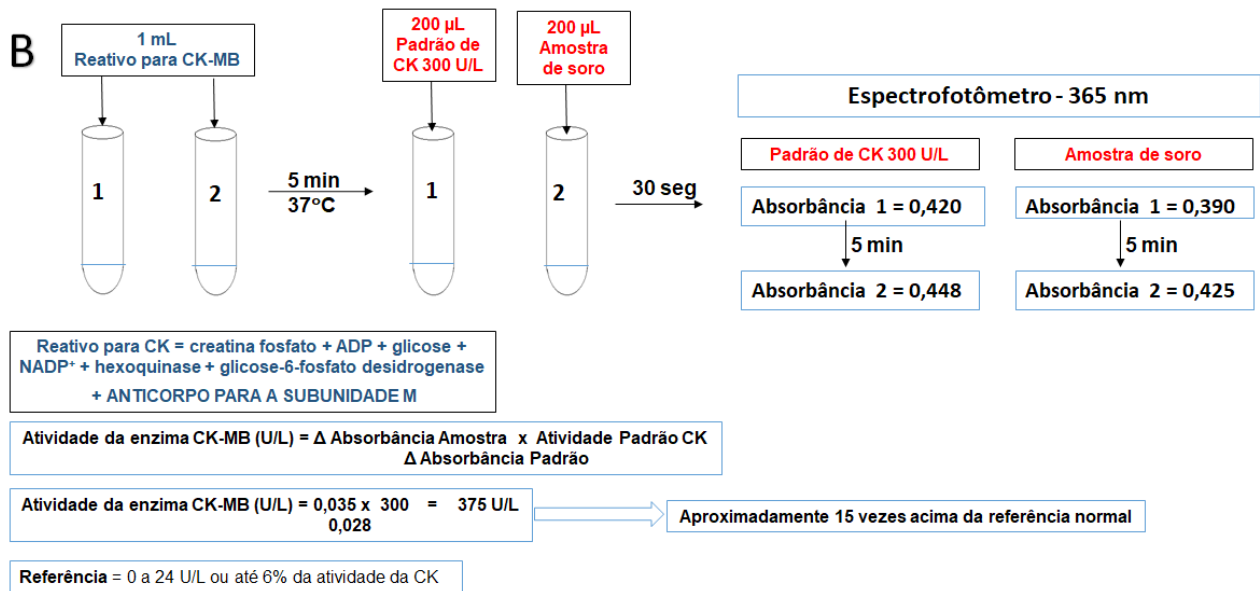 B
1 mL
Reativo para CK-MB
200 µL
Padrão de
CK 300 U/L
200 µL
Amostra
de soro
1
2
5 min
37°C
1
2
30 seg
Espectrofotômetro - 365 nm
Padrão de CK 300 U/L
Amostra de soro
Absorbância 1 = 0,420
Absorbância 1 = 0,390
5 min
5 min
Absorbância 2 = 0,448
Absorbância 2 = 0,425
Reativo para CK = creatina fosfato + ADP + glicose +
NADP⁺ + hexoquinase + glicose-6-fosfato desidrogenase
+ ANTICORPO PARA A SUBUNIDADE M
Atividade da enzima CK-MB (U/L) = Δ Absorbância Amostra x Atividade Padrão CK
Δ Absorbância Padrão
Atividade da enzima CK-MB (U/L) = 0,035 x 300 = 375 U/L
0,028
Aproximadamente 15 vezes acima da referência normal
Referência = 0 a 24 U/L ou até 6% da atividade da CK